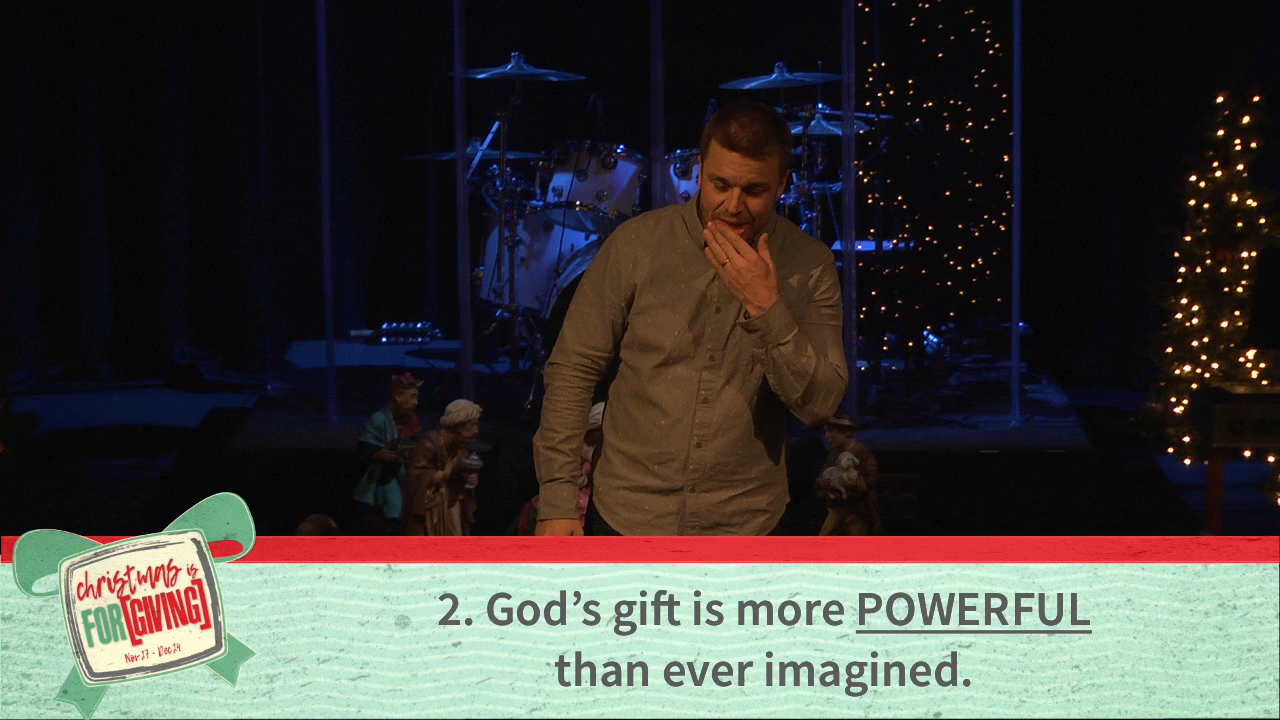 christmas is
FOR[GIVING]
Nov 27 - Dec 24
2. God's gift is more POWERFUL
than ever imagined.